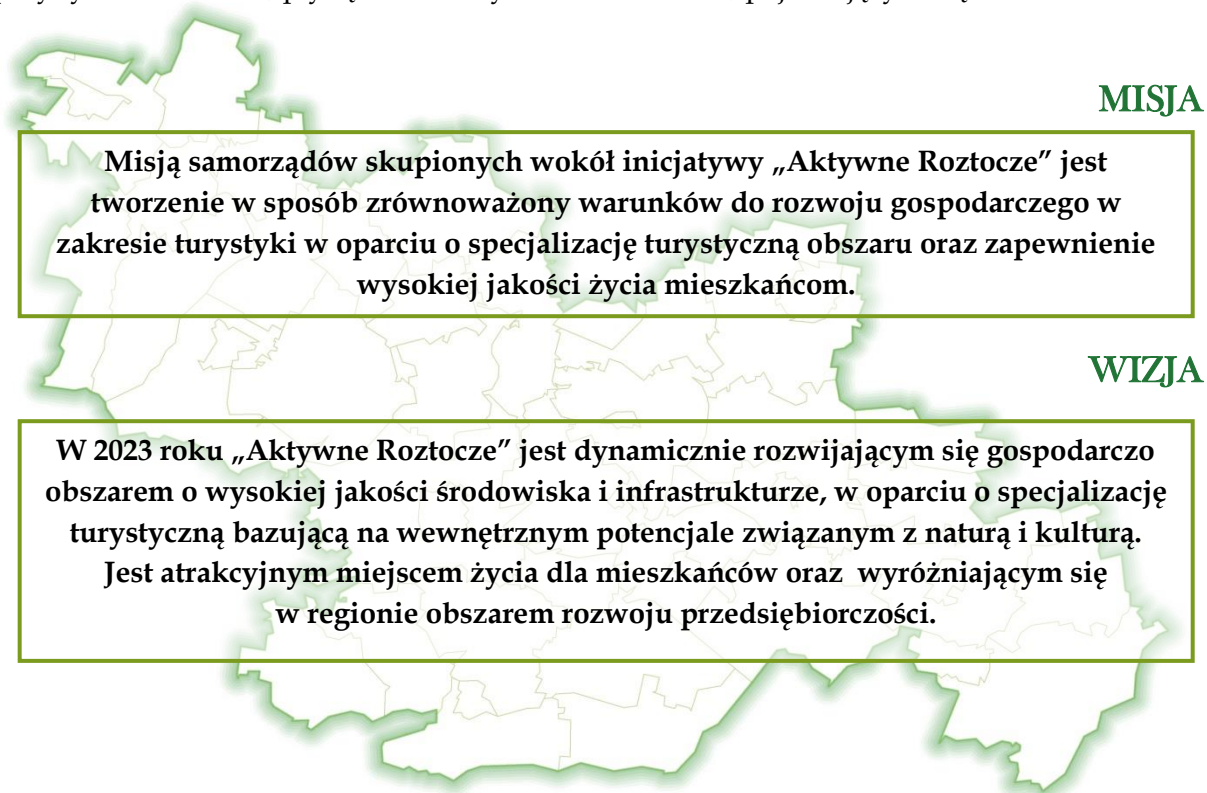 MISJA
Misją samorządów skupionych wokół inicjatywy „Aktywne Roztocze” jest
tworzenie w sposób zrównoważony warunków do rozwoju gospodarczego w
zakresie turystyki w oparciu o specjalizację turystyczną obszaru oraz zapewnienie
wysokiej jakości życia mieszkańcom.
WIZJA
W 2023 roku „Aktywne Roztocze” jest dynamicznie rozwijającym się gospodarczo
obszarem o wysokiej jakości środowiska i infrastrukturze, w oparciu o specjalizację
turystyczną bazującą na wewnętrznym potencjale związanym z naturą i kulturą.
Jest atrakcyjnym miejscem życia dla mieszkańców oraz wyróżniającym się
w regionie obszarem rozwoju przedsiębiorczości.